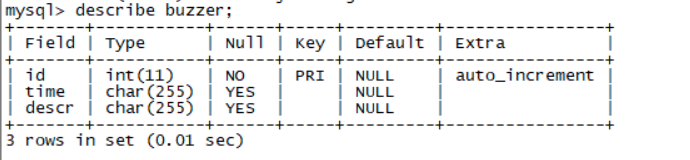 mysql> describe buzzer;
+-------+-----------+------+-----+---------+----------------+
| Field | Type | Null | Key | Default | Extra |
+-------+-----------+------+-----+---------+----------------+
| id | int(11) | NO | PRI | NULL | auto_increment |
| time | char(255) | YES | | NULL | |
| descr | char(255) | YES | | NULL | |
+-------+-----------+------+-----+---------+----------------+
3 rows in set (0.01 sec)